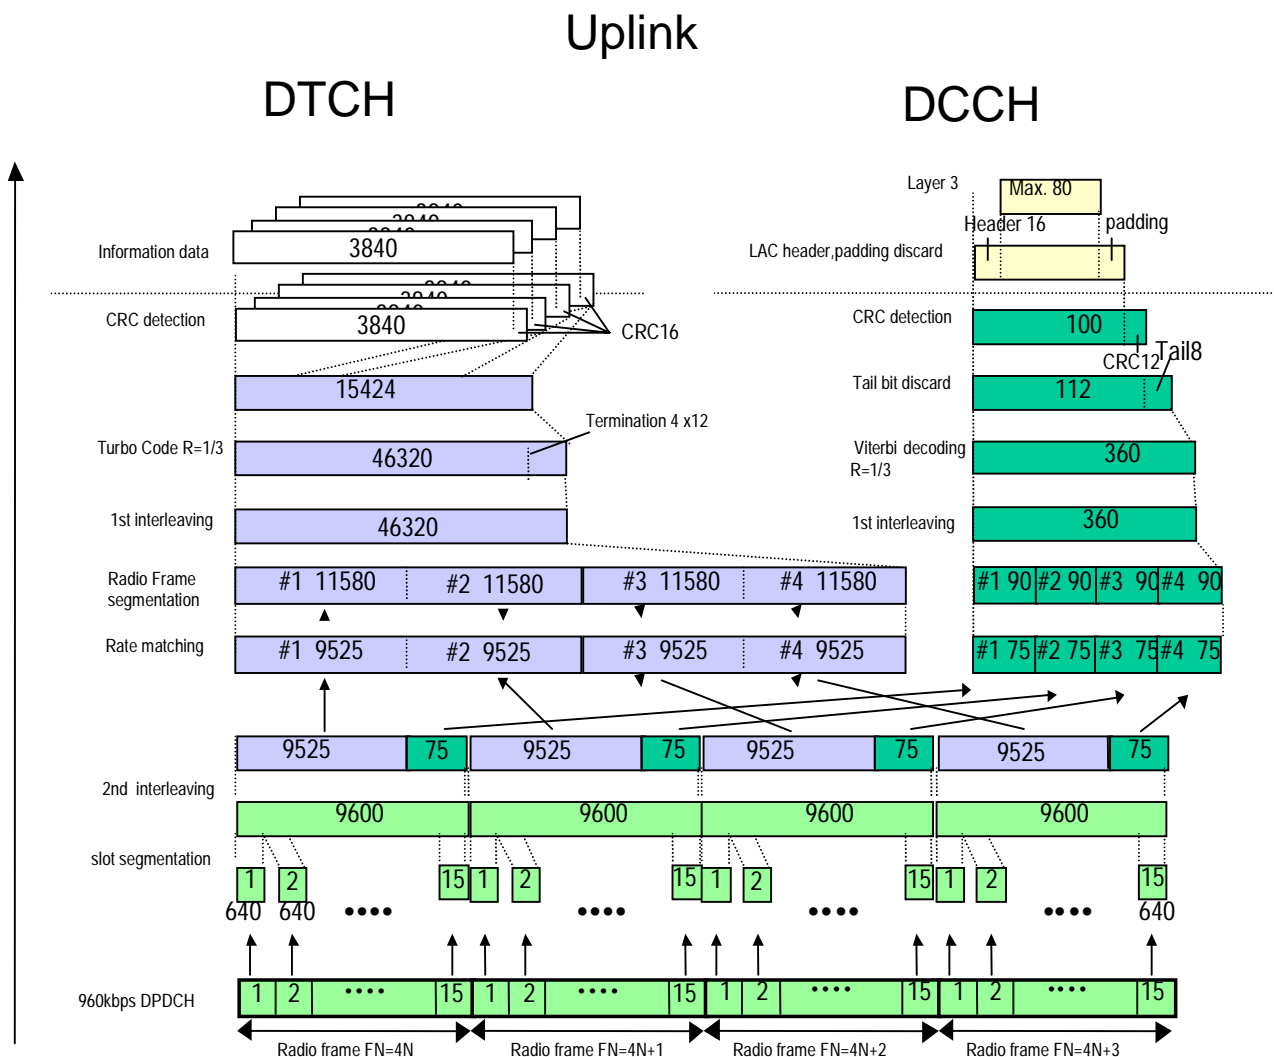 Uplink
DTCH
DCCH
Layer 3
Max. 80
Header 16
padding
3840
3840
3840
Information data
3840
LAC header,padding discard
3840
3840
3840
CRC detection
3840
CRC16
CRC detection
100
CRC12
Tail8
15424
Tail bit discard
112
Termination 4 x12
Turbo Code R=1/3
46320
Viterbi decoding
R=1/3
360
1st interleaving
46320
1st interleaving
360
Radio Frame
segmentation
#1 11580
#2 11580
#3 11580
#4 11580
#1 90
#2 90
#3 90
#4 90
Rate matching
#1 9525
#2 9525
#3 9525
#4 9525
#1 75
#2 75
#3 75
#4 75
9525
75
9525
75
9525
75
9525
75
2nd interleaving
9600
9600
9600
9600
slot segmentation
1
2
15
1
2
15
1
2
15
1
2
15
640
640
••••
••••
••••
••••
640
960kbps DPDCH
1
2
••••
15
1
2
••••
15
1
2
••••
15
1
2
••••
15
Radio frame FN=4N
Radio frame FN=4N+1
Radio frame FN=4N+2
Radio frame FN=4N+3